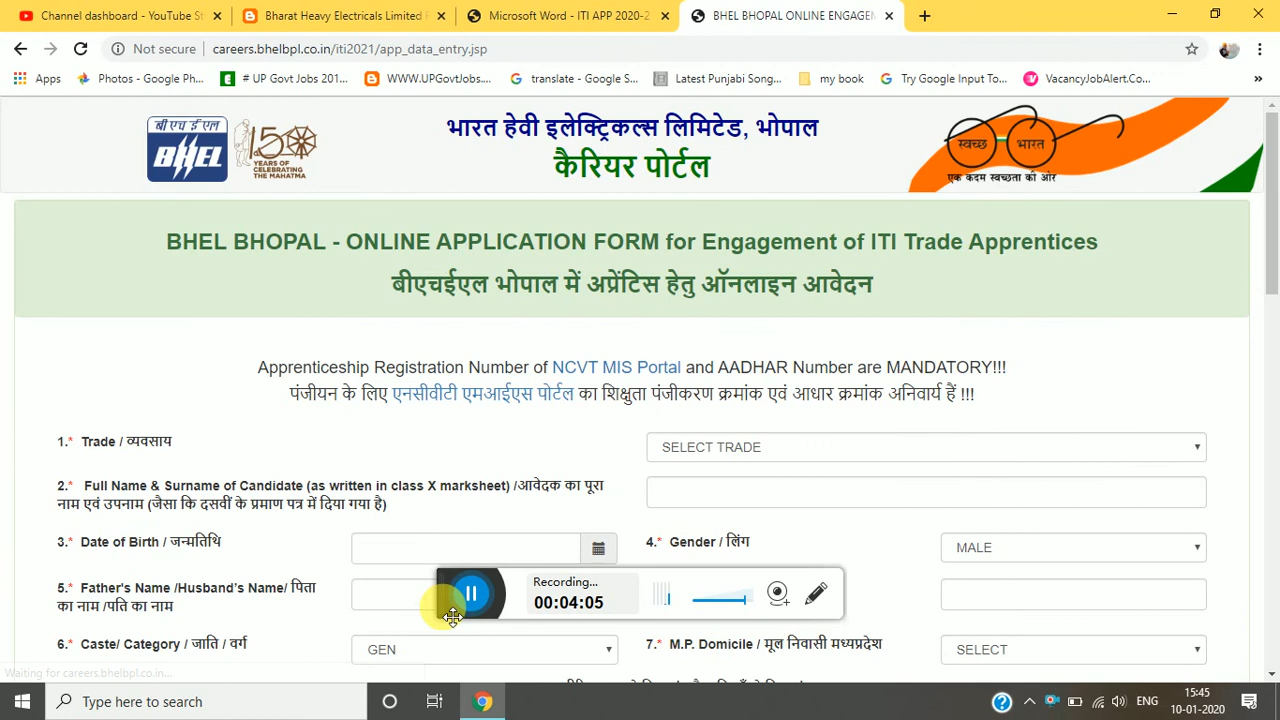 Channel dashboard - YouTube St
Bharat Heavy Electricals Limited R
Microsoft Word - ITI APP 2020-2
BHEL BHOPAL ONLINE ENGAGEM
Not secure
careers.bhelbpl.co.in/iti2021/app_data_entry.jsp
Apps
Photos - Google Ph...
# UP Govt Jobs 201...
WWW.UPGovtJobs....
translate - Google S...
Latest Punjabi Song...
my book
Try Google Input To...
VacancyJobAlert.Co...
»
बी एच ई एल
BHEL
150
YEARS OF
CELEBRATING
THE MAHATMA
भारत हेवी इलेक्ट्रिकल्स लिमिटेड, भोपाल
कैरियर पोर्टल
स्वच्छ भारत
एक कदम स्वच्छता की ओर
BHEL BHOPAL - ONLINE APPLICATION FORM for Engagement of ITI Trade Apprentices
बीएचईएल भोपाल में अप्रेंटिस हेतु ऑनलाइन आवेदन
Apprenticeship Registration Number of NCVT MIS Portal and AADHAR Number are MANDATORY!!!
पंजीयन के लिए एनसीवीटी एमआईएस पोर्टल का शिक्षुता पंजीकरण क्रमांक एवं आधार क्रमांक अनिवार्य हैं !!!
1.* Trade / व्यवसाय
SELECT TRADE
2.* Full Name & Surname of Candidate (as written in class X marksheet) /आवेदक का पूरा
नाम एवं उपनाम (जैसा कि दसवीं के प्रमाण पत्र में दिया गया है)
3.* Date of Birth / जन्मतिथि
4.* Gender / लिंग
MALE
5.* Father's Name /Husband's Name/ पिता
का नाम /पति का नाम
Recording...
00:04:05
6.* Caste/ Category / जाति / वर्ग
GEN
7.* M.P. Domicile / मूल निवासी मध्यप्रदेश
SELECT
Waiting for careers.bhelbpl.co.in...
Type here to search
ENG
15:45
10-01-2020